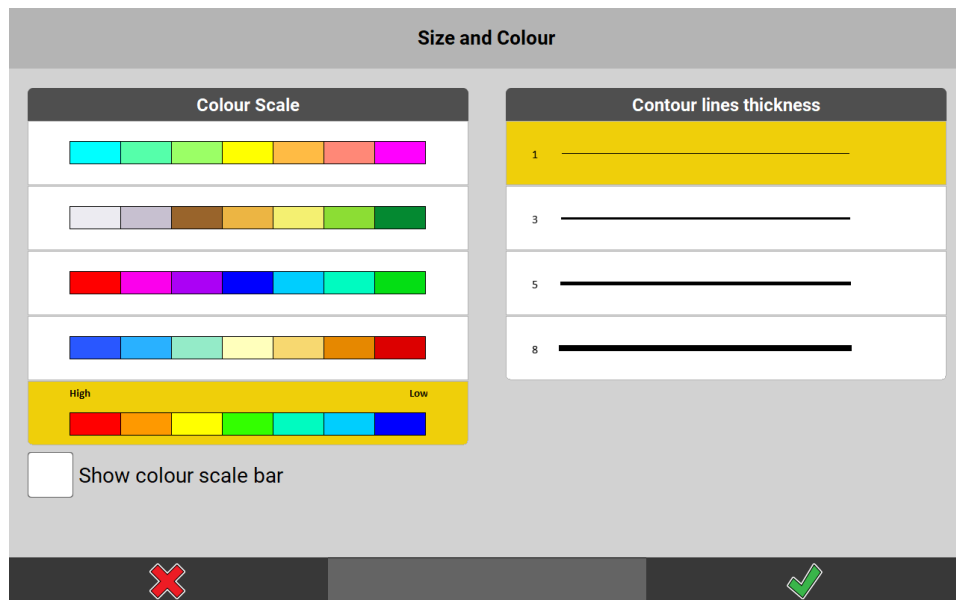 Size and Colour
Colour Scale
High Low
Show colour scale bar
Contour lines thickness
1
3
5
8